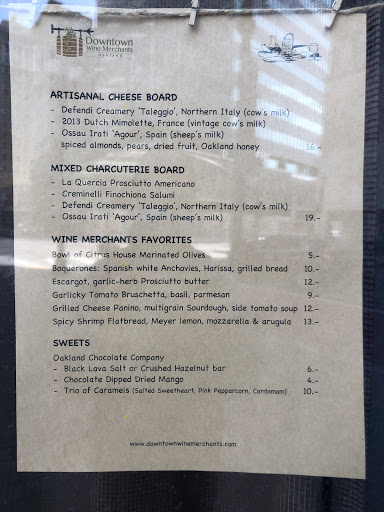 Downtown
Wine Merchants
Oakland
ARTISANAL CHEESE BOARD
- Defendi Creamery 'Taleggio', Northern Italy (cow's milk)
- 2013 Dutch Mimolette, France (vintage cow's milk)
- Ossau Irati 'Agour', Spain (sheep's milk)
spiced almonds, pears, dried fruit, Oakland honey 16.-
MIXED CHARCUTERIE BOARD
- La Quercia Prosciutto Americano
- Creminelli Finochiona Salumi
- Defendi Creamery 'Taleggio', Northern Italy (cow's milk)
- Ossau Irati 'Agour', Spain (sheep's milk) 19.-
WINE MERCHANTS FAVORITES
Bowl of Citrus House Marinated Olives 5.-
Boquerones: Spanish white Anchovies, Harissa, grilled bread 10.-
Escargot, garlic-herb Prosciutto butter 12.-
Garlicky Tomato Bruschetta, basil, parmesan 9.-
Grilled Cheese Panino, multigrain Sourdough, side tomato soup 12.-
Spicy Shrimp Flatbread, Meyer lemon, mozzarella & arugula 13.-
SWEETS
Oakland Chocolate Company
- Black Lava Salt or Crushed Hazelnut bar 6.-
- Chocolate Dipped Dried Mango 4.-
- Trio of Caramels (Salted Sweetheart, Pink Peppercorn, Cardamom) 10.-
www.downtownwinemerchants.com